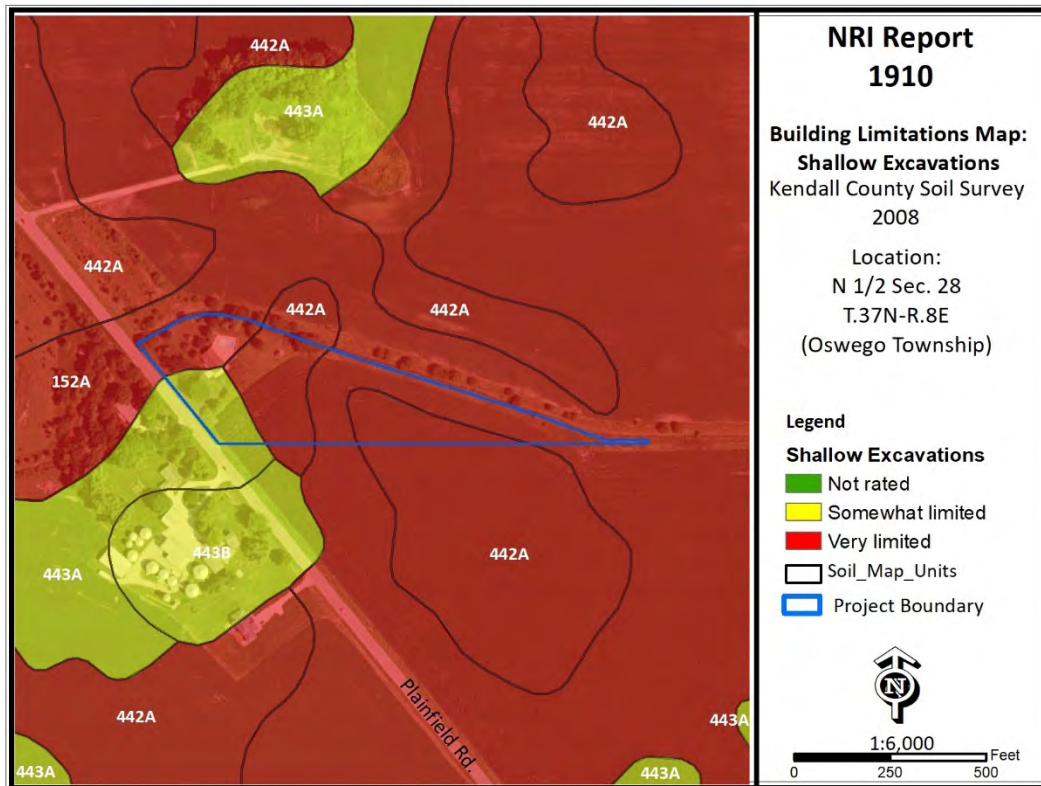 442A
443A
442A
442A
442A
442A
152A
443A
443B
442A
442A
443A
443A
443A
Plainfield Rd.
NRI Report
1910
Building Limitations Map:
Shallow Excavations
Kendall County Soil Survey
2008
Location:
N 1/2 Sec. 28
T.37N-R.8E
(Oswego Township)
Legend
Shallow Excavations
Not rated
Somewhat limited
Very limited
Soil_Map_Units
Project Boundary
N
1:6,000
Feet
0 250 500